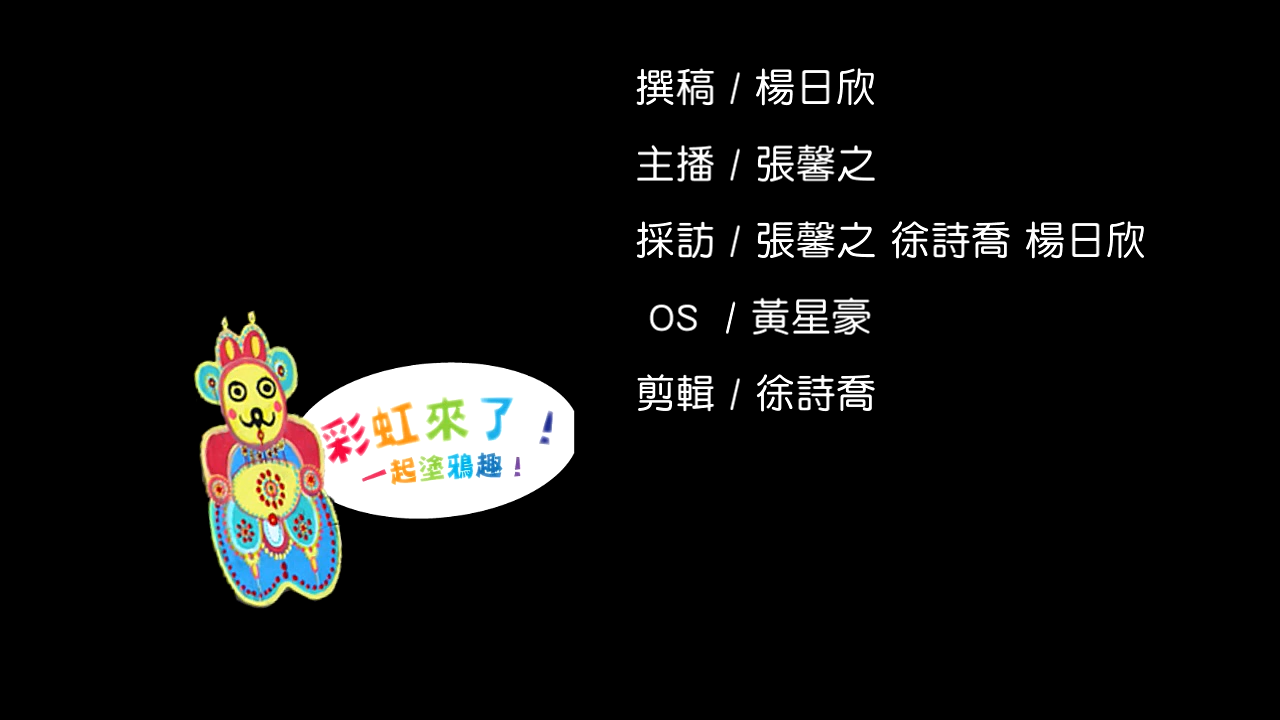 撰稿 / 楊日欣
主播 / 張馨之
採訪 / 張馨之 徐詩喬 楊日欣
OS / 黃星豪
剪輯 / 徐詩喬
彩虹來了!
一起塗鴉趣!